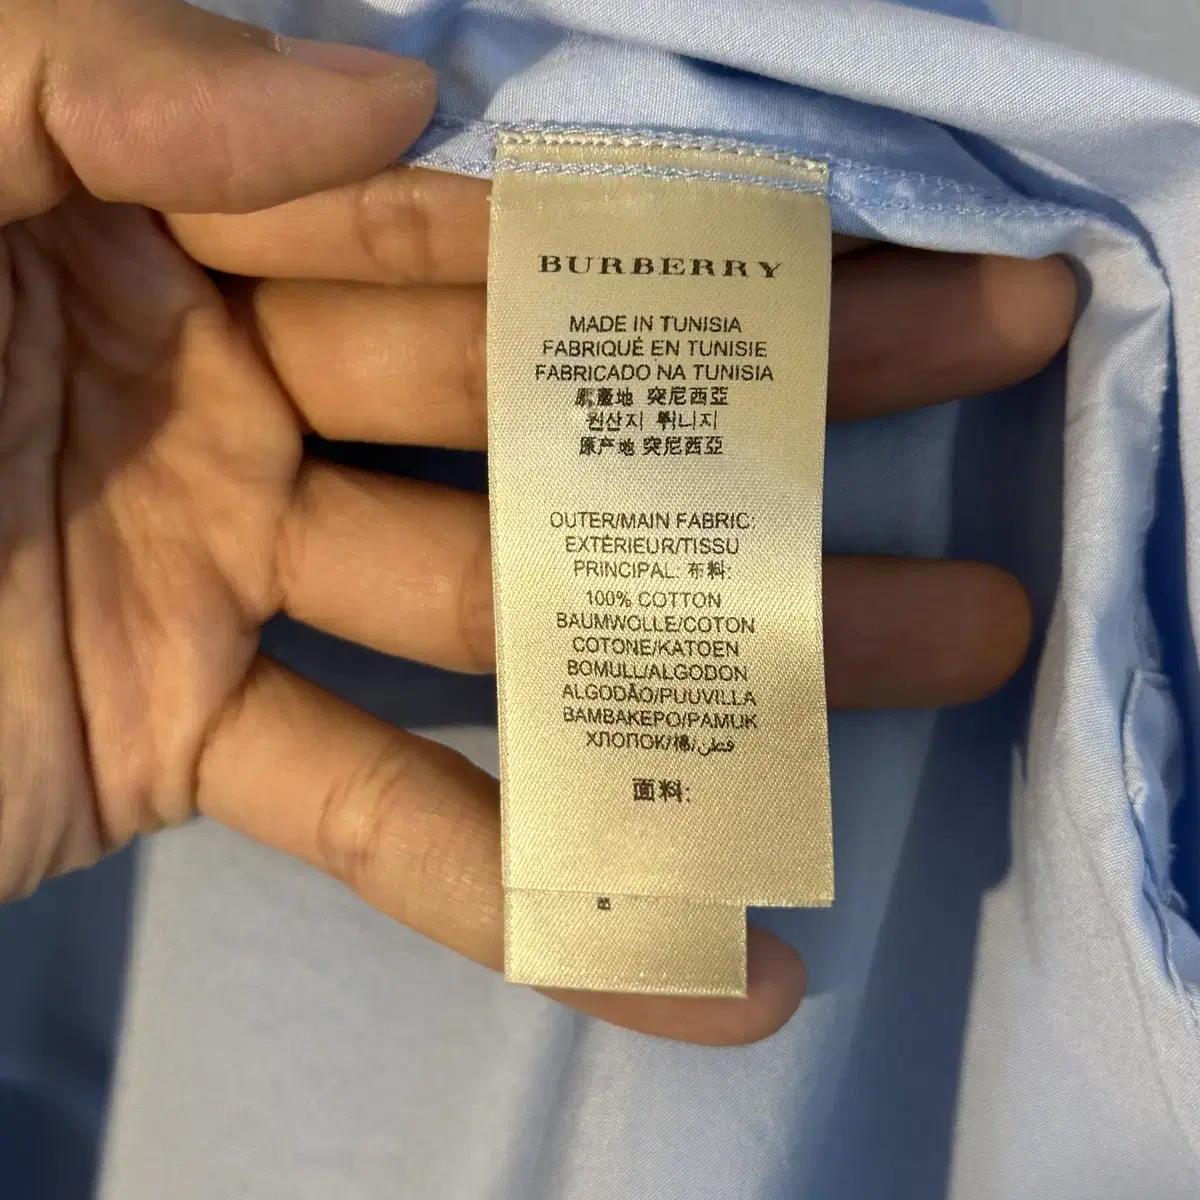 BURBERRY
MADE IN TUNISIA
FABRIQUÉ EN TUNISIE
FABRICADO NA TUNISIA
原產地 突尼西亞
원산지 튀니지
原产地 突尼西亞
OUTER/MAIN FABRIC:
EXTÉRIEUR/TISSU
PRINCIPAL: 布料:
100% COTTON
BAUMWOLLE/COTON
COTONE/KATOEN
BOMULL/ALGODON
ALGODÃO/PUUVILLA
ΒΑΜΒΑΚΕΡΟ/PAMUK
ХЛОПОК/棉/قطن
面料: